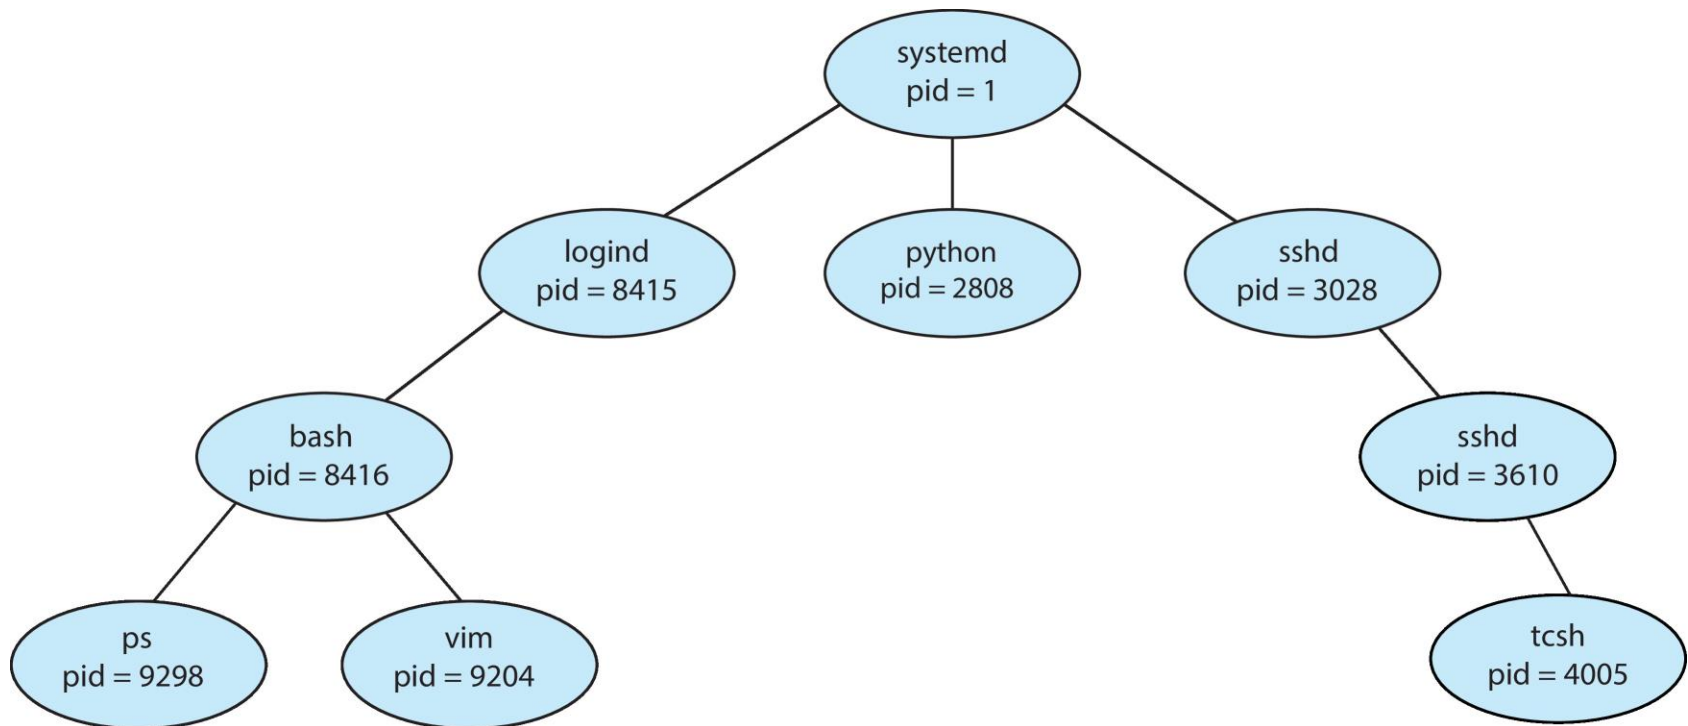 systemd
pid = 1
logind
pid = 8415
python
pid = 2808
sshd
pid = 3028
bash
pid = 8416
sshd
pid = 3610
ps
pid = 9298
vim
pid = 9204
tcsh
pid = 4005